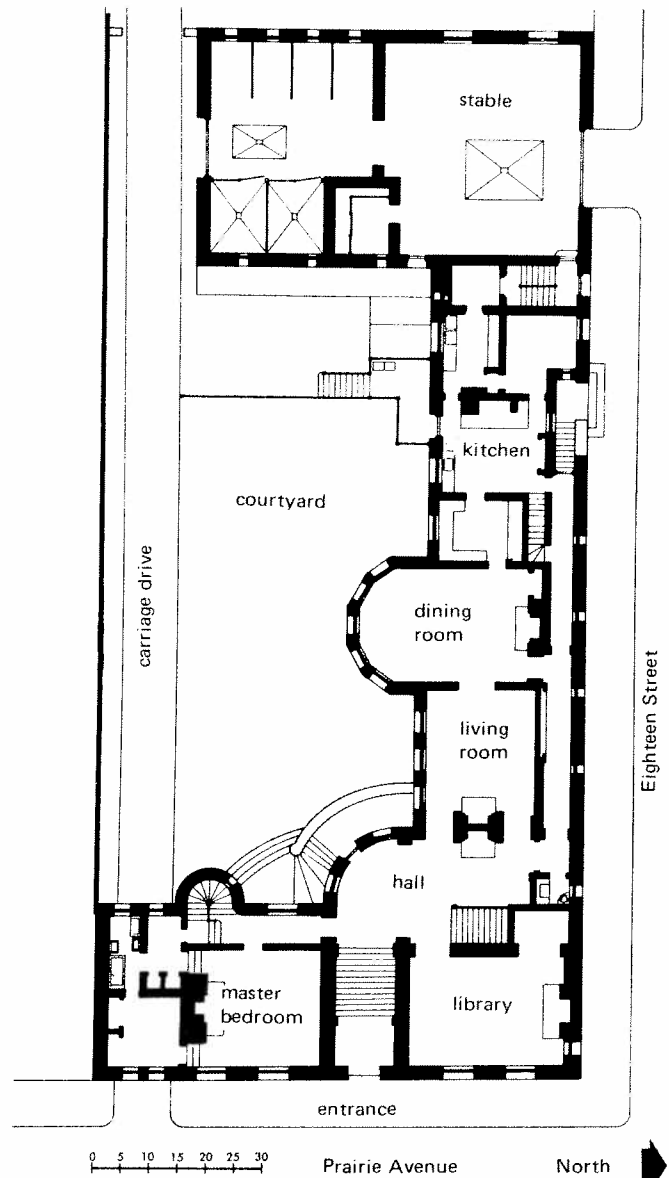 stable
kitchen
courtyard
carriage drive
dining
room
Eighteen Street
living
room
hall
master
bedroom
library
entrance
0 5 10 15 20 25 30
Prairie Avenue
North